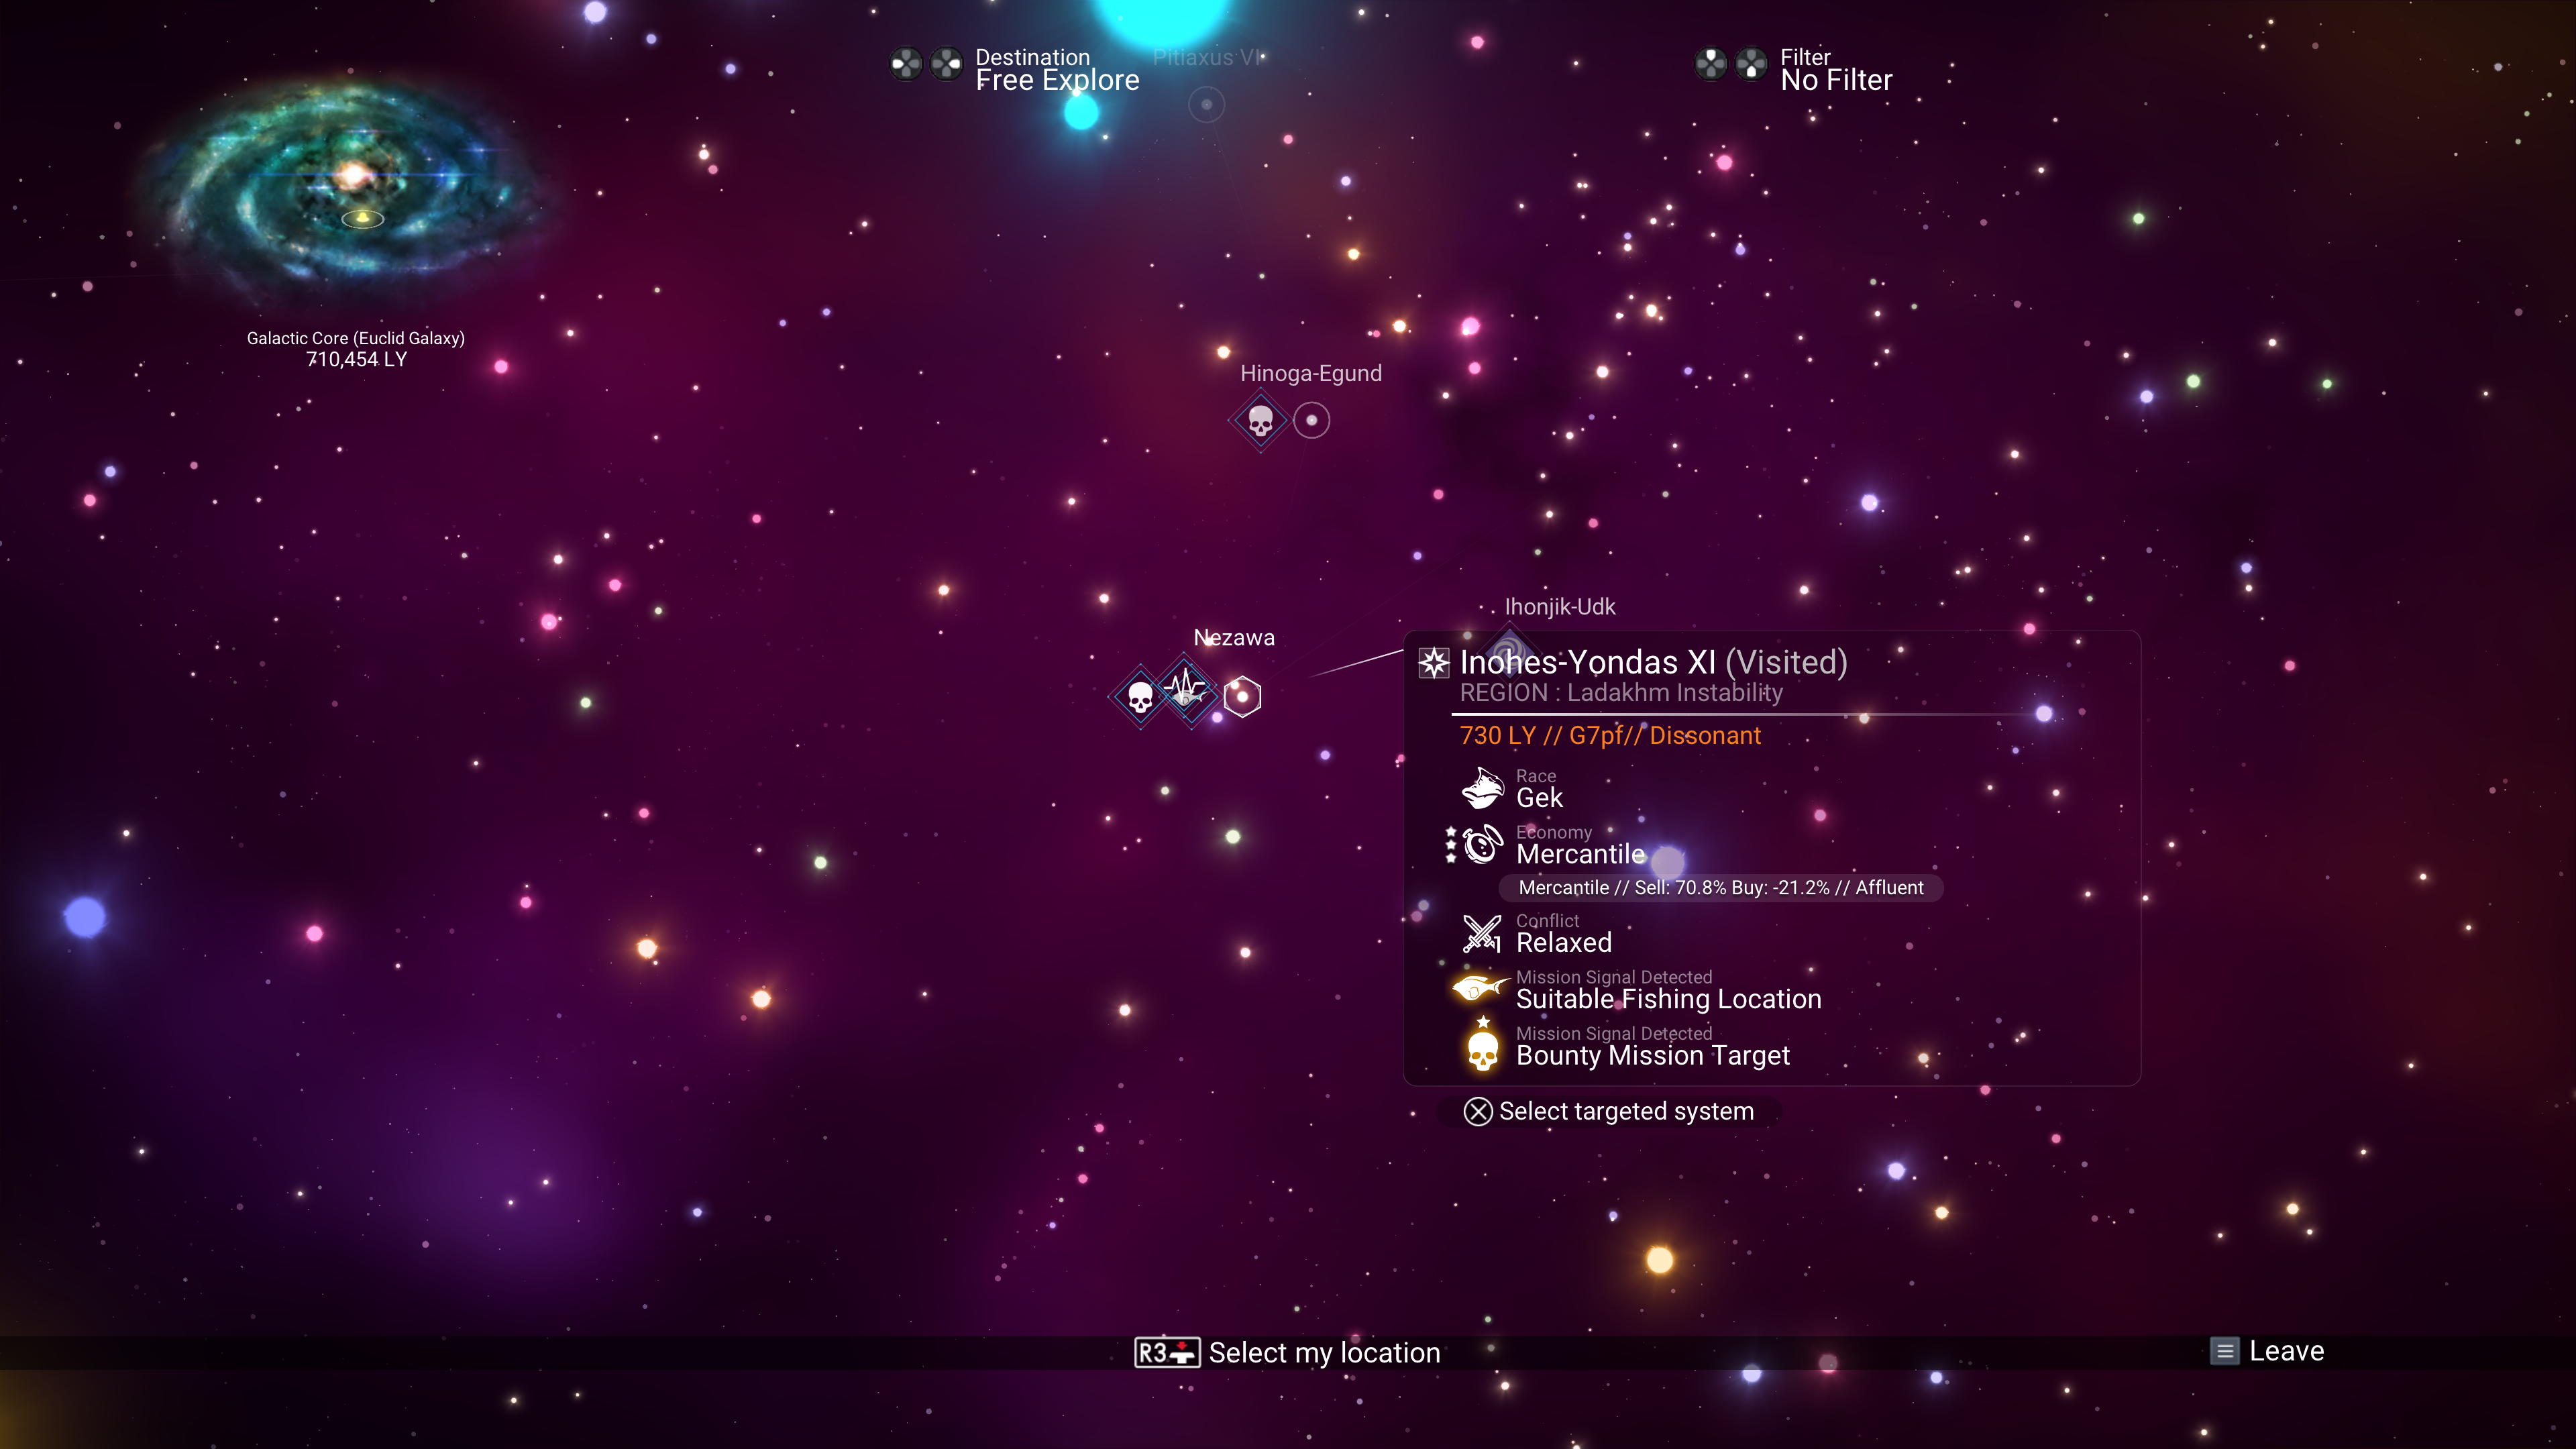 Destination
Free Explore
Pitiaxus VI
Filter
No Filter
Galactic Core (Euclid Galaxy)
710,454 LY
Hinoga-Egund
Ihonjik-Udk
Nezawa
Inohes-Yondas XI (Visited)
REGION : Ladakhm Instability
730 LY // G7pf// Dissonant
Race
Gek
Economy
Mercantile
Mercantile // Sell: 70.8% Buy: -21.2% // Affluent
Conflict
Relaxed
Mission Signal Detected
Suitable Fishing Location
Mission Signal Detected
Bounty Mission Target
Select targeted system
R3 Select my location
Leave